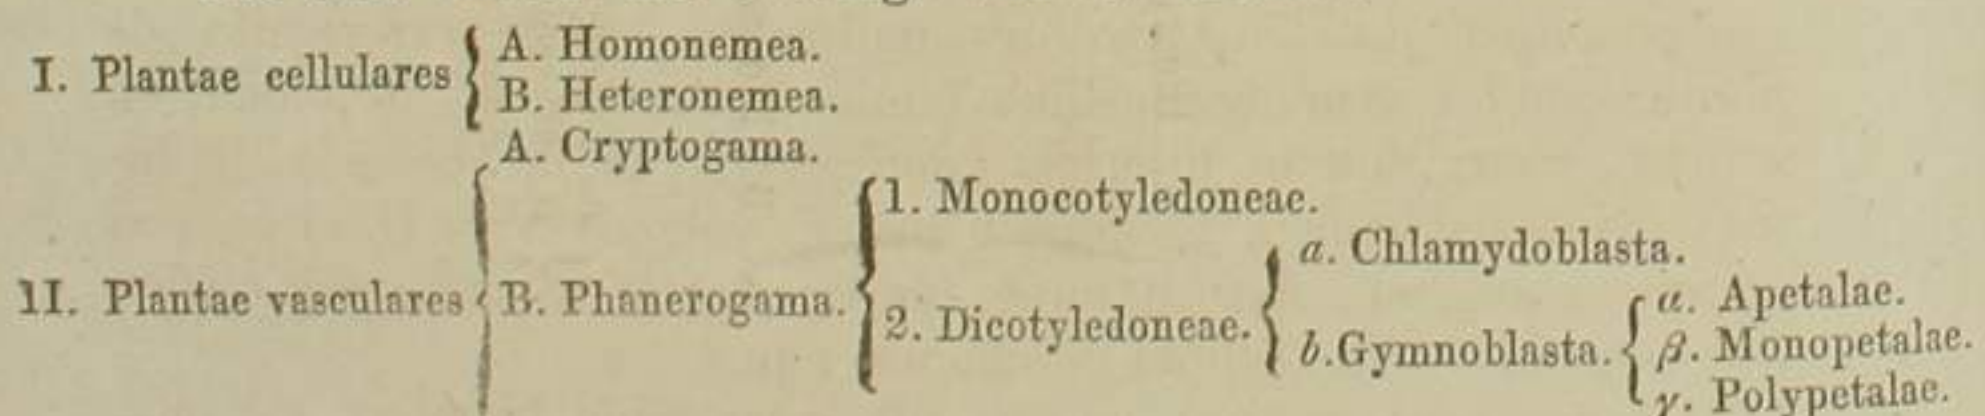 I. Plantae cellulares
A. Homonemea.
B. Heteronemea.
II. Plantae vasculares
A. Cryptogama.
B. Phanerogama.
1. Monocotyledoneae.
2. Dicotyledoneae.
a. Chlamydoblasta.
b.Gymnoblasta.
α. Apetalae.
β. Monopetalae.
γ. Polypetalae.